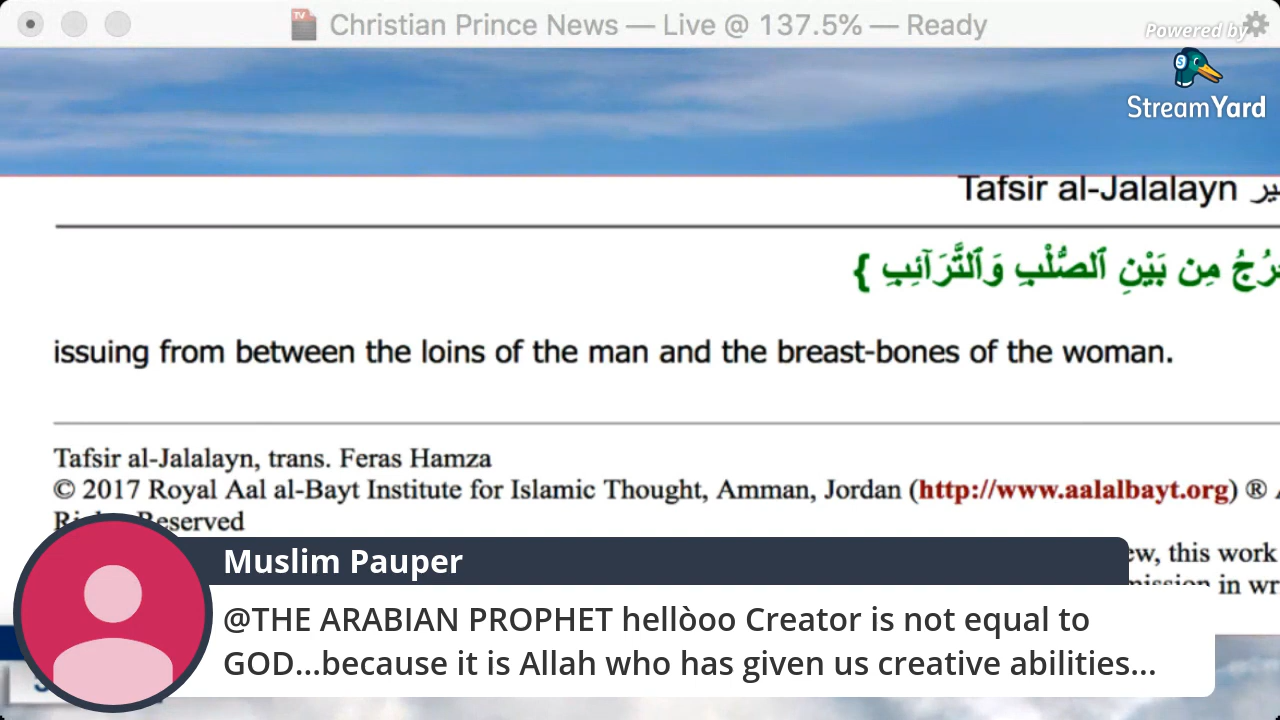 Christian Prince News — Live @ 137.5% — Ready
Powered by
StreamYard
Tafsir al-Jalalayn
مِن بَيْنِ ٱلصُّلْبِ وَٱلتَّرَآئِبِ }
issuing from between the loins of the man and the breast-bones of the woman.
Tafsir al-Jalalayn, trans. Feras Hamza
© 2017 Royal Aal al-Bayt Institute for Islamic Thought, Amman, Jordan (http://www.aalalbayt.org) ®
Reserved
this work
in
Muslim Pauper
@THE ARABIAN PROPHET hellòoo Creator is not equal to
GOD...because it is Allah who has given us creative abilities...